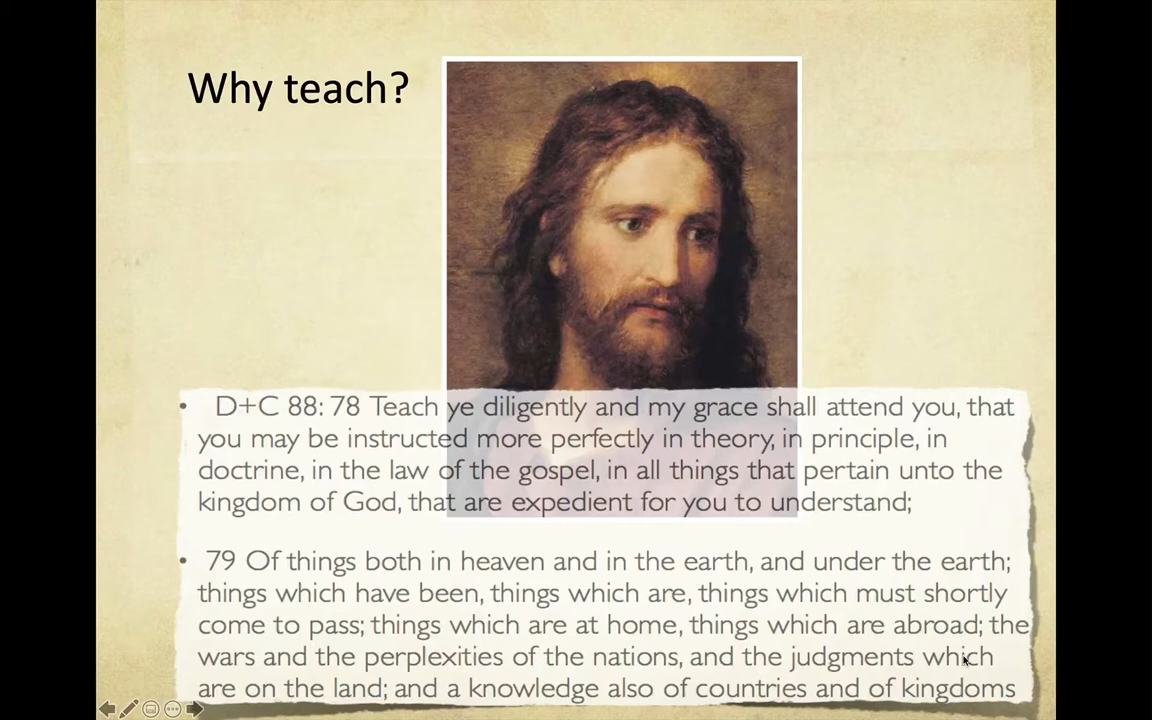 Why teach?
• D+C 88: 78 Teach ye diligently and my grace shall attend you, that
you may be instructed more perfectly in theory, in principle, in
doctrine, in the law of the gospel, in all things that pertain unto the
kingdom of God, that are expedient for you to understand;
• 79 Of things both in heaven and in the earth, and under the earth;
things which have been, things which are, things which must shortly
come to pass; things which are at home, things which are abroad; the
wars and the perplexities of the nations, and the judgments which
are on the land; and a knowledge also of countries and of kingdoms